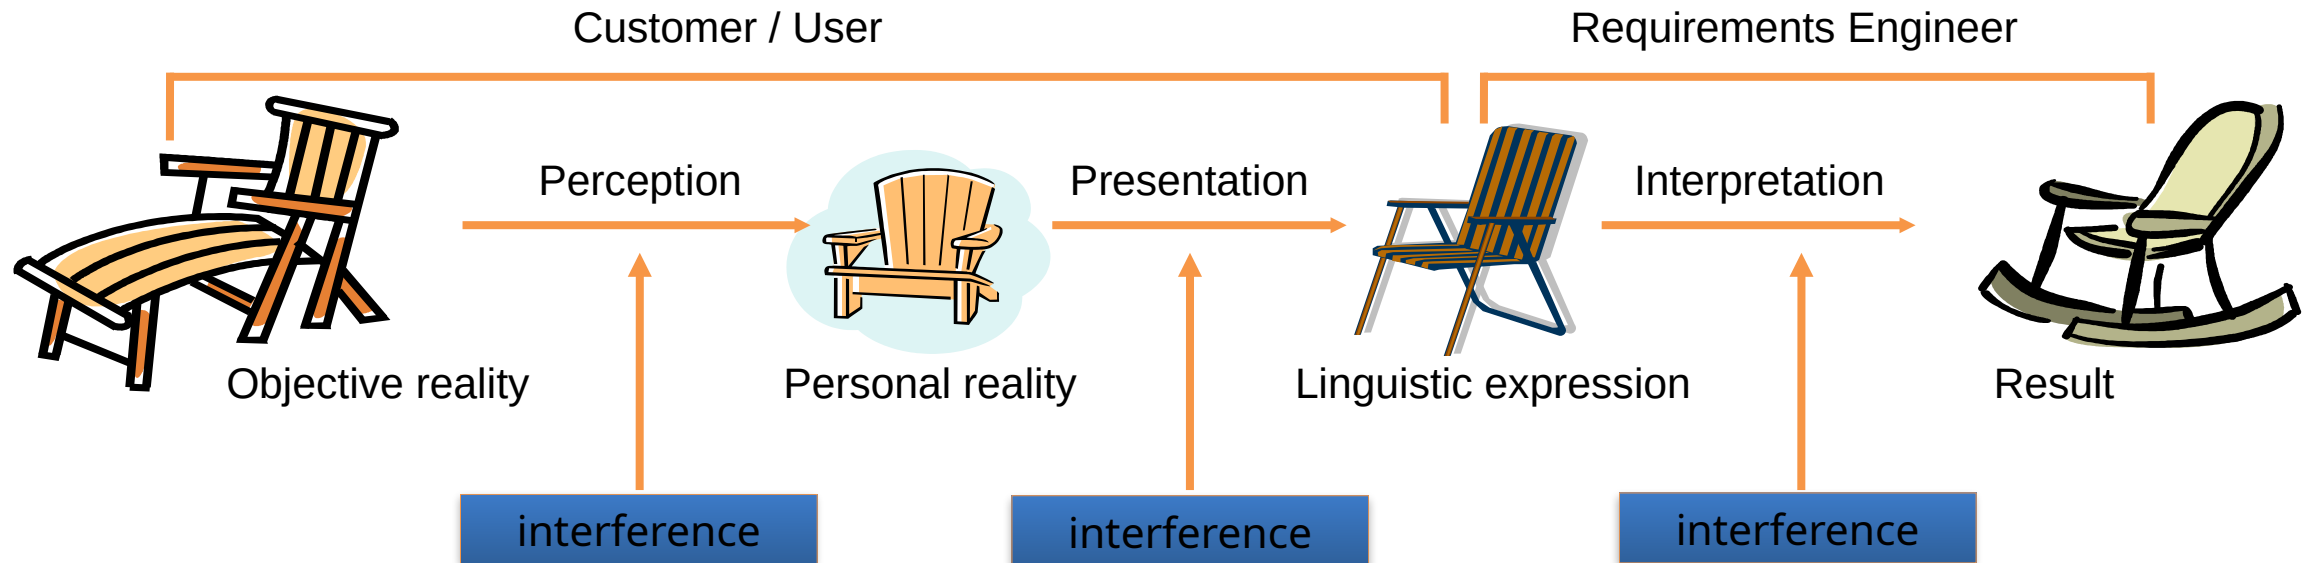 Customer / User
Requirements Engineer
Perception
Presentation
Interpretation
Objective reality
Personal reality
Linguistic expression
Result
interference
interference
interference